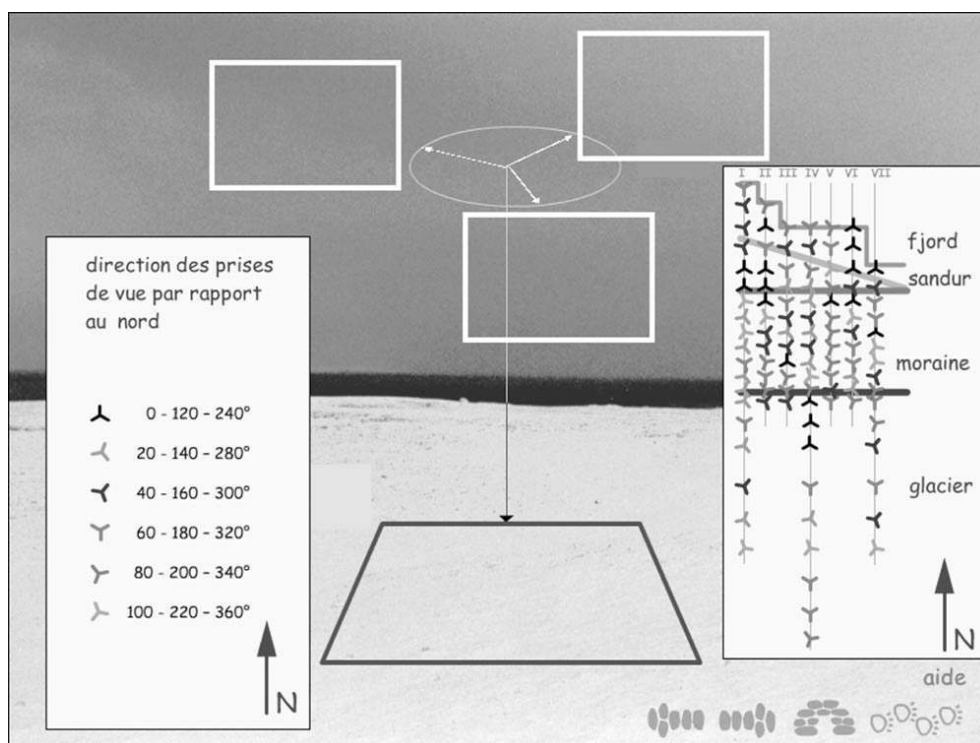 direction des prises
de vue par rapport
au nord
0 - 120 - 240°
20 - 140 - 280°
40 - 160 - 300°
60 - 180 - 320°
80 - 200 - 340°
100 - 220 - 360°
N
I II III IV V VI VII
fjord
sandur
moraine
glacier
N
aide